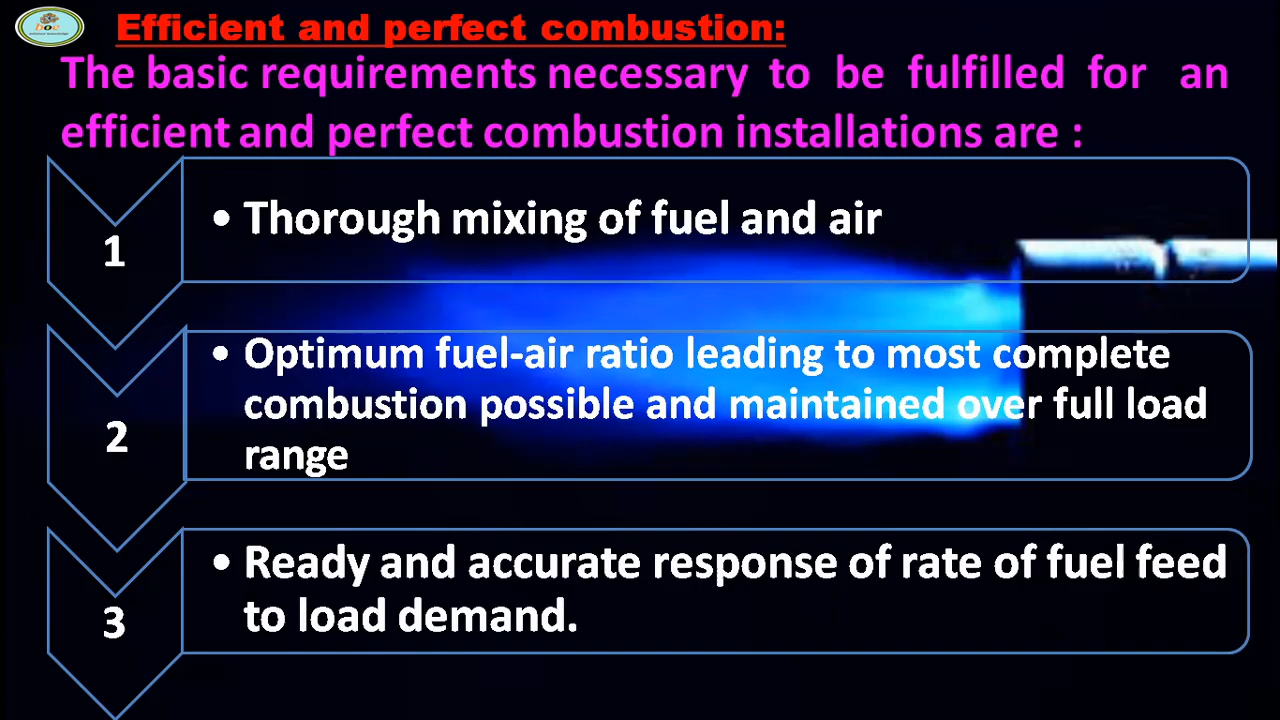 Efficient and perfect combustion:
The basic requirements necessary to be fulfilled for an
efficient and perfect combustion installations are :
1
• Thorough mixing of fuel and air
2
• Optimum fuel-air ratio leading to most complete
combustion possible and maintained over full load
range
3
• Ready and accurate response of rate of fuel feed
to load demand.